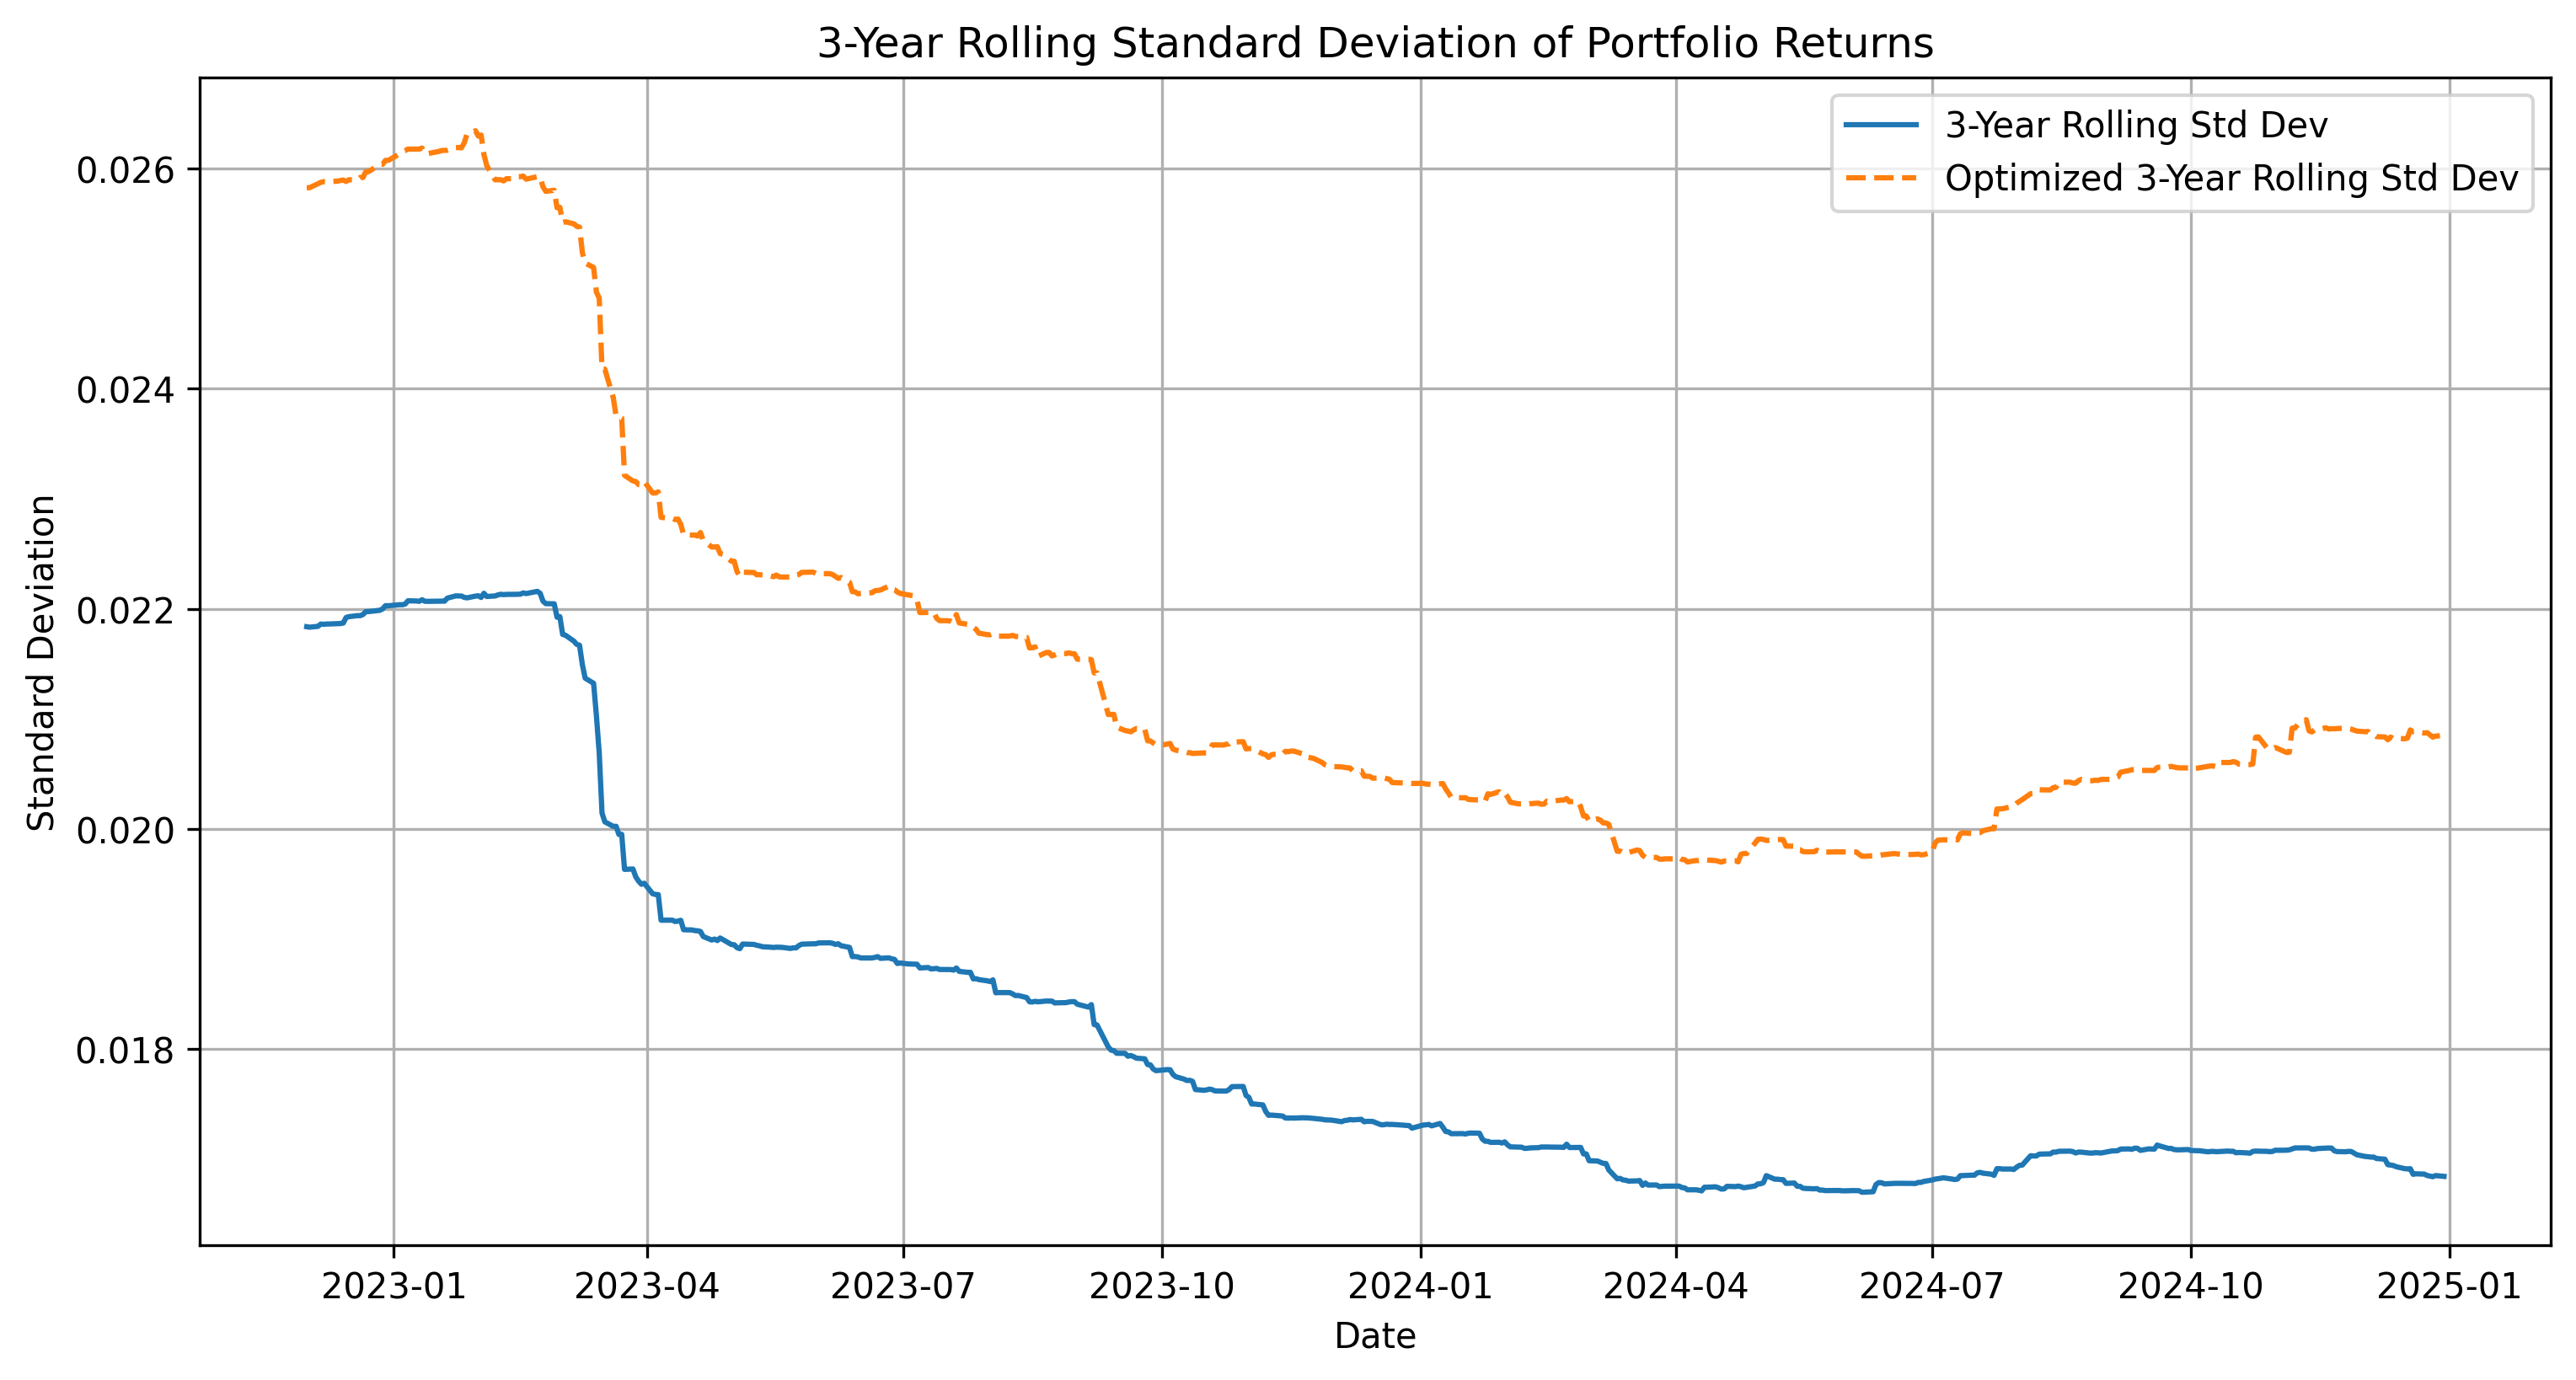 3-Year Rolling Standard Deviation of Portfolio Returns
3-Year Rolling Std Dev
Optimized 3-Year Rolling Std Dev
Standard Deviation
0.026
0.024
0.022
0.020
0.018
2023-01
2023-04
2023-07
2023-10
2024-01
2024-04
2024-07
2024-10
2025-01
Date